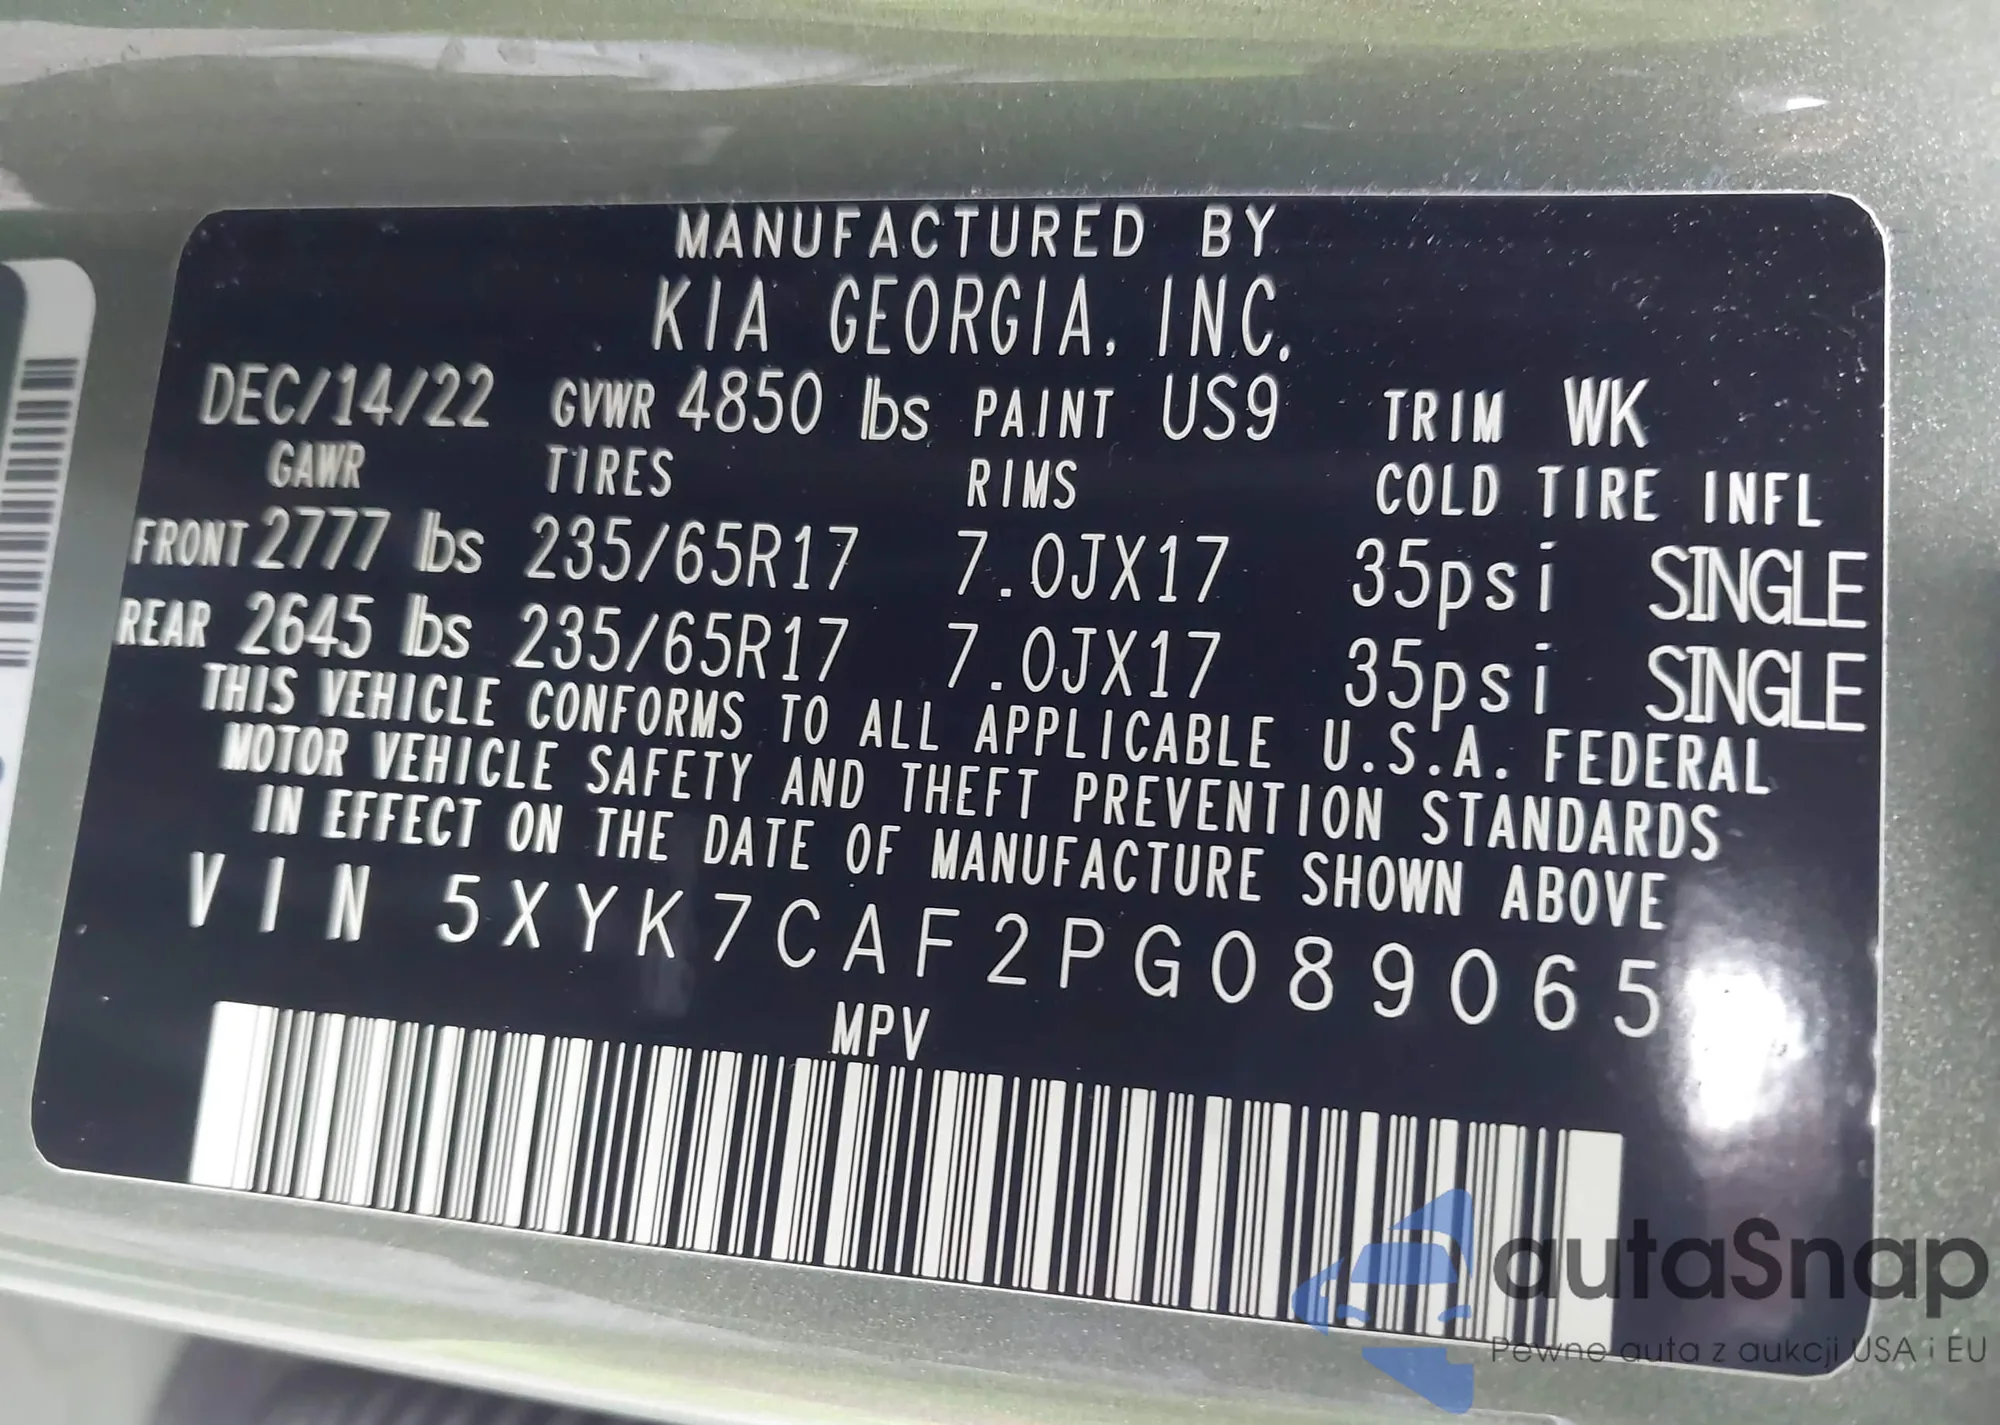 MANUFACTURED BY
KIA GEORGIA, INC.
DEC/14/22 GVWR 4850 lbs PAINT US9 TRIM WK
GAWR TIRES RIMS COLD TIRE INFL
FRONT 2777 lbs 235/65R17 7.0JX17 35psi SINGLE
REAR 2645 lbs 235/65R17 7.0JX17 35psi SINGLE
THIS VEHICLE CONFORMS TO ALL APPLICABLE U.S.A. FEDERAL
MOTOR VEHICLE SAFETY AND THEFT PREVENTION STANDARDS
IN EFFECT ON THE DATE OF MANUFACTURE SHOWN ABOVE
VIN 5XYK7CAF2PG089065
MPV
autaSnap
Pewne auta z aukcji USA i EU